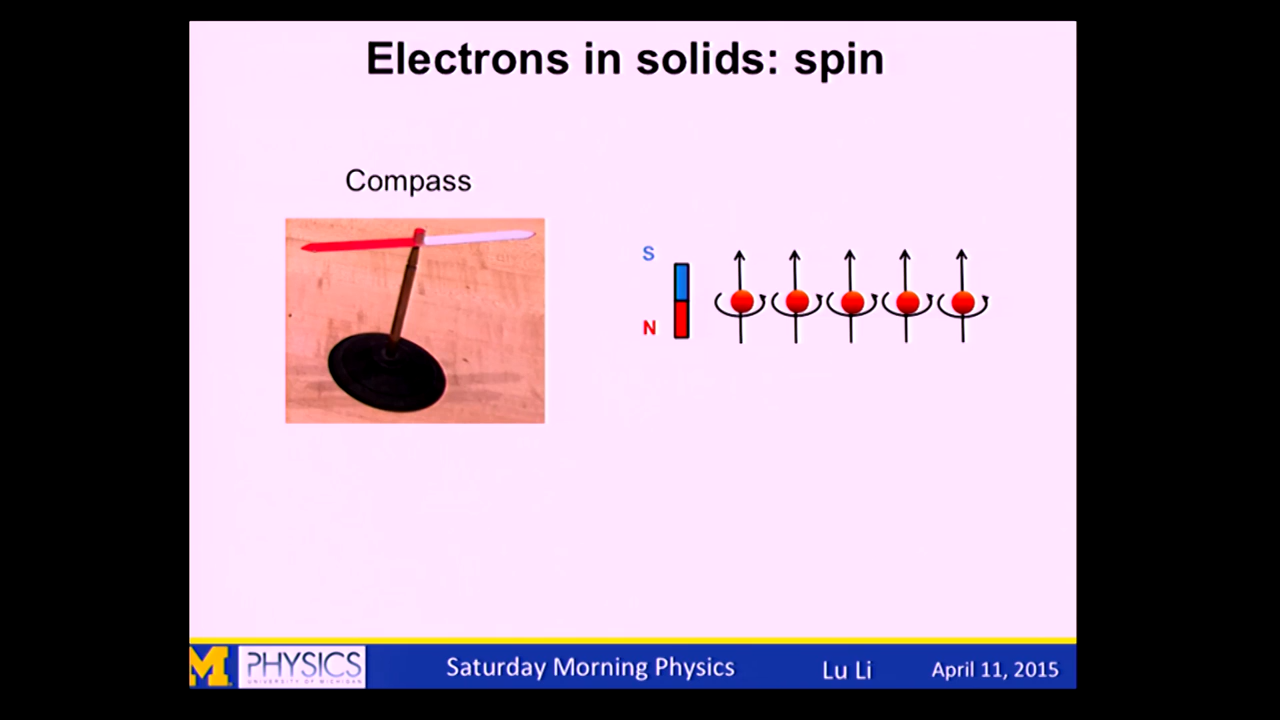 Electrons in solids: spin
Compass
S
N
M PHYSICS
UNIVERSITY OF MICHIGAN
Saturday Morning Physics
Lu Li
April 11, 2015